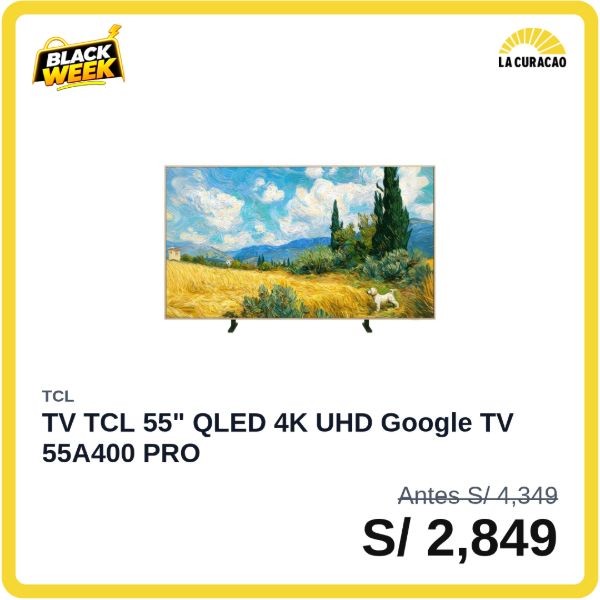 BLACK
WEEK
LA CURACAO
TCL
TV TCL 55" QLED 4K UHD Google TV
55A400 PRO
Antes S/ 4,349
S/ 2,849